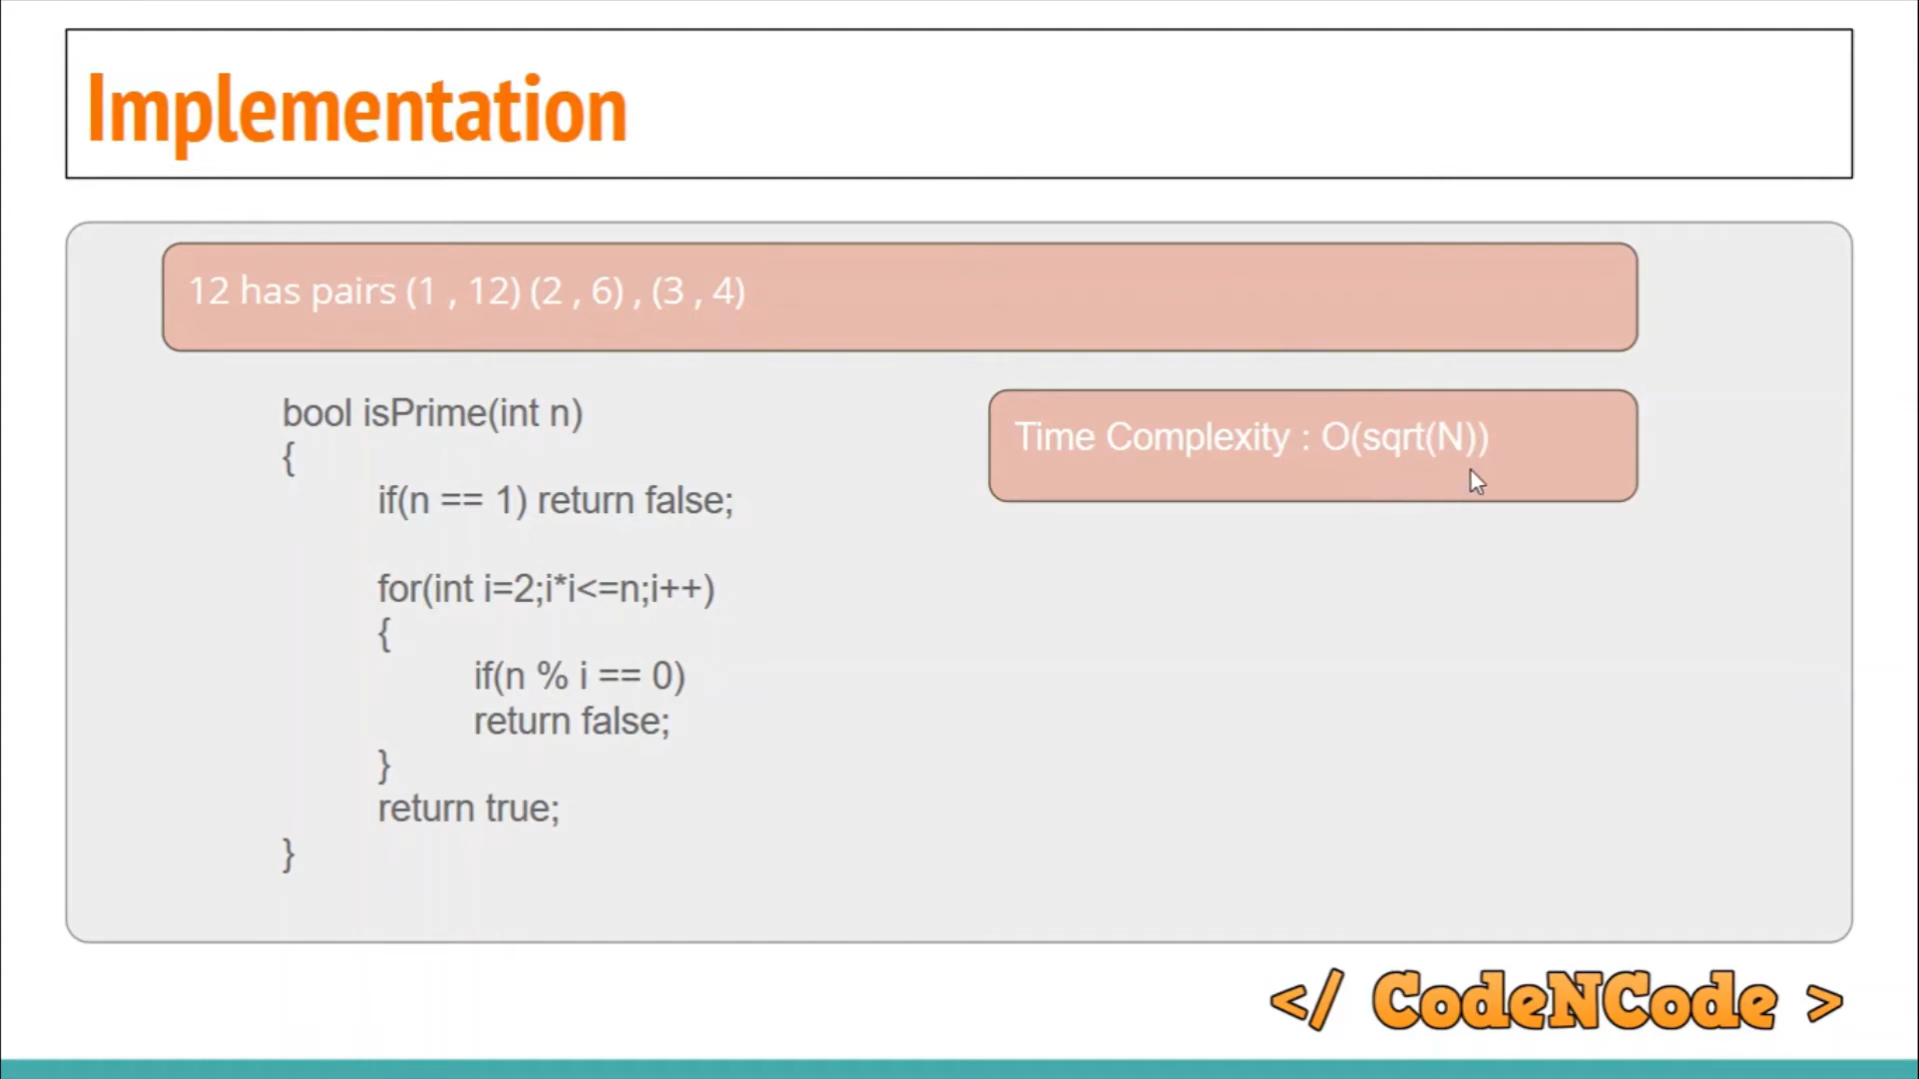 Implementation
12 has pairs (1 , 12) (2 , 6) , (3 , 4)
bool isPrime(int n)
{
if(n == 1) return false;
for(int i=2;i*i<=n;i++)
{
if(n % i == 0)
return false;
}
return true;
}
Time Complexity : O(sqrt(N))
</ CodeNCode >